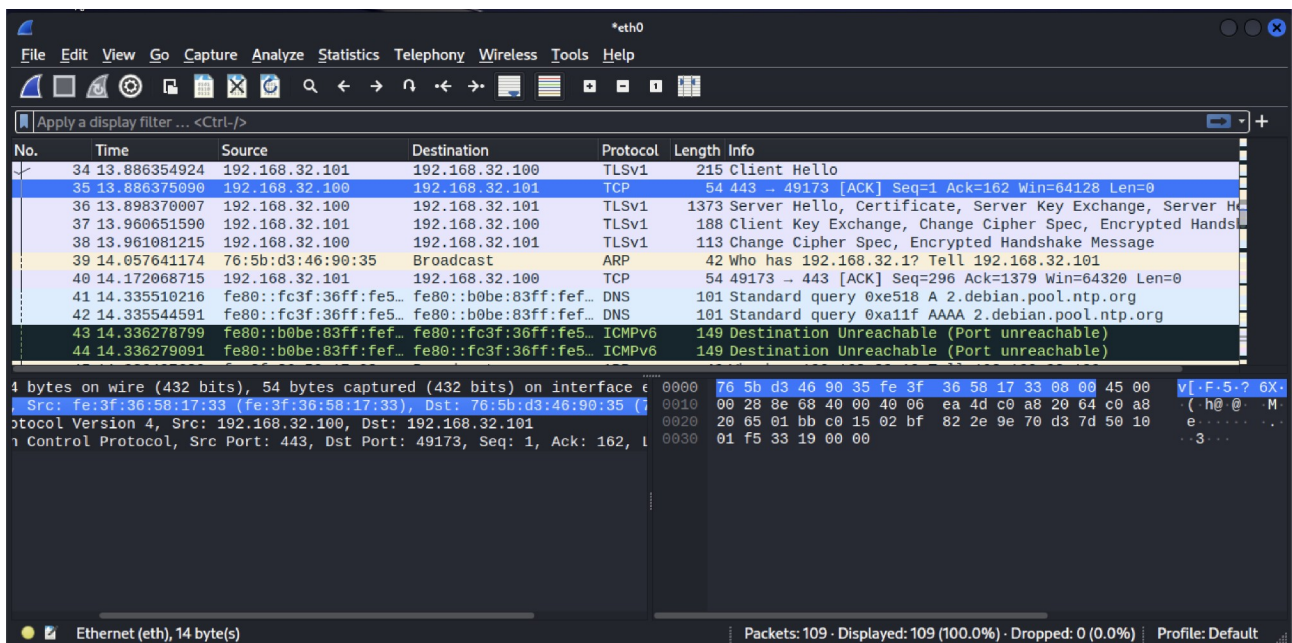 *eth0
File Edit View Go Capture Analyze Statistics Telephony Wireless Tools Help
Apply a display filter … <Ctrl-/>
No. Time Source Destination Protocol Length Info
34 13.886354924 192.168.32.101 192.168.32.100 TLSv1 215 Client Hello
35 13.886375090 192.168.32.100 192.168.32.101 TCP 54 443 → 49173 [ACK] Seq=1 Ack=162 Win=64128 Len=0
36 13.898370007 192.168.32.100 192.168.32.101 TLSv1 1373 Server Hello, Certificate, Server Key Exchange, Server He
37 13.960651590 192.168.32.101 192.168.32.100 TLSv1 188 Client Key Exchange, Change Cipher Spec, Encrypted Handsh
38 13.961081215 192.168.32.100 192.168.32.101 TLSv1 113 Change Cipher Spec, Encrypted Handshake Message
39 14.057641174 76:5b:d3:46:90:35 Broadcast ARP 42 Who has 192.168.32.1? Tell 192.168.32.101
40 14.172068715 192.168.32.101 192.168.32.100 TCP 54 49173 → 443 [ACK] Seq=296 Ack=1379 Win=64320 Len=0
41 14.335510216 fe80::fc3f:36ff:fe5… fe80::b0be:83ff:fef… DNS 101 Standard query 0xe518 A 2.debian.pool.ntp.org
42 14.335544591 fe80::fc3f:36ff:fe5… fe80::b0be:83ff:fef… DNS 101 Standard query 0xa11f AAAA 2.debian.pool.ntp.org
43 14.336278799 fe80::b0be:83ff:fef… fe80::fc3f:36ff:fe5… ICMPv6 149 Destination Unreachable (Port unreachable)
44 14.336279091 fe80::b0be:83ff:fef… fe80::fc3f:36ff:fe5… ICMPv6 149 Destination Unreachable (Port unreachable)
4 bytes on wire (432 bits), 54 bytes captured (432 bits) on interface e
, Src: fe:3f:36:58:17:33 (fe:3f:36:58:17:33), Dst: 76:5b:d3:46:90:35 (7
otocol Version 4, Src: 192.168.32.100, Dst: 192.168.32.101
n Control Protocol, Src Port: 443, Dst Port: 49173, Seq: 1, Ack: 162, L
0000 76 5b d3 46 90 35 fe 3f 36 58 17 33 08 00 45 00 v[·F·5·? 6X·
0010 00 28 8e 68 40 00 40 06 ea 4d c0 a8 20 64 c0 a8 ·(·h@·@· ·M·
0020 20 65 01 bb c0 15 02 bf 82 2e 9e 70 d3 7d 50 10 e······ ·.·
0030 01 f5 33 19 00 00 ··3···
Ethernet (eth), 14 byte(s)
Packets: 109 · Displayed: 109 (100.0%) · Dropped: 0 (0.0%)
Profile: Default